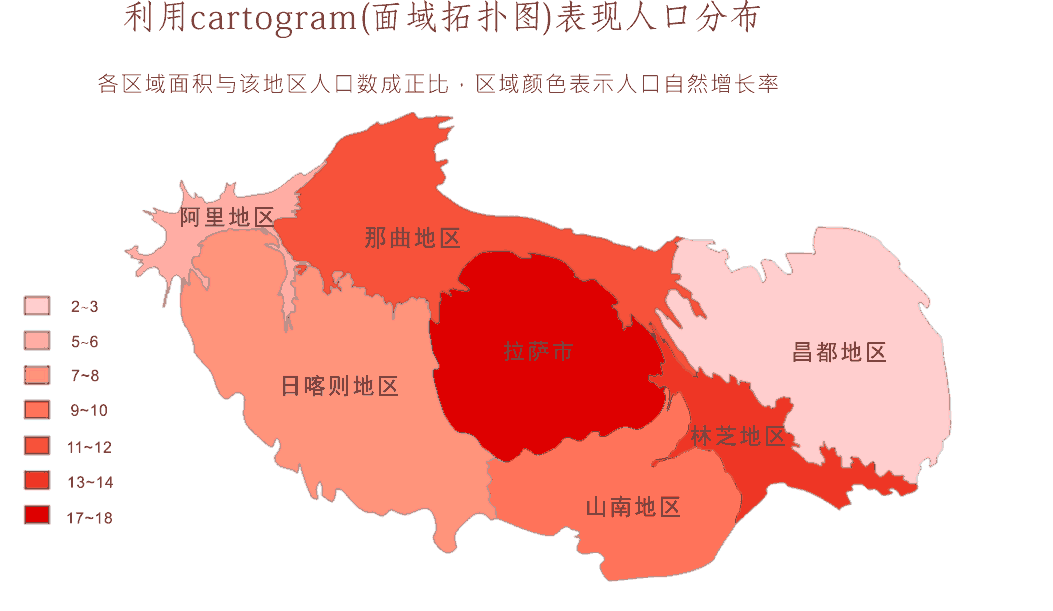 利用cartogram(面域拓扑图)表现人口分布
各区域面积与该地区人口数成正比，区域颜色表示人口自然增长率
阿里地区
那曲地区
拉萨市
昌都地区
日喀则地区
林芝地区
山南地区
2~3
5~6
7~8
9~10
11~12
13~14
17~18